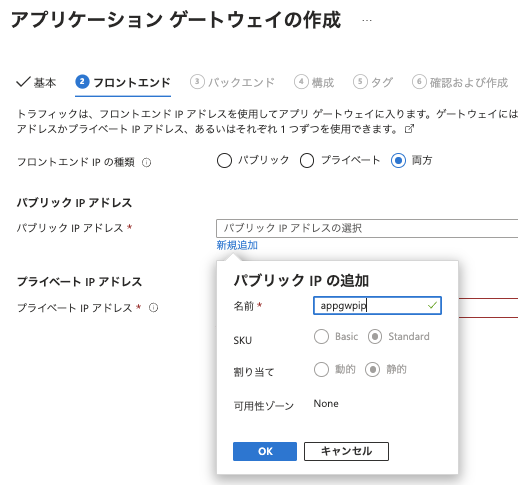 アプリケーション ゲートウェイの作成 …
基本 2 フロントエンド 3 バックエンド 4 構成 5 タグ 6 確認および作成
トラフィックは、フロントエンド IP アドレスを使用してアプリ ゲートウェイに入ります。ゲートウェイには
アドレスかプライベート IP アドレス、あるいはそれぞれ 1 つずつを使用できます。
フロントエンド IP の種類 パブリック プライベート 両方
パブリック IP アドレス
パブリック IP アドレス * パブリック IP アドレスの選択
新規追加
パブリック IP の追加
プライベート IP アドレス
名前 * appgwpip
プライベート IP アドレス *
SKU Basic Standard
割り当て 動的 静的
可用性ゾーン None
OK キャンセル